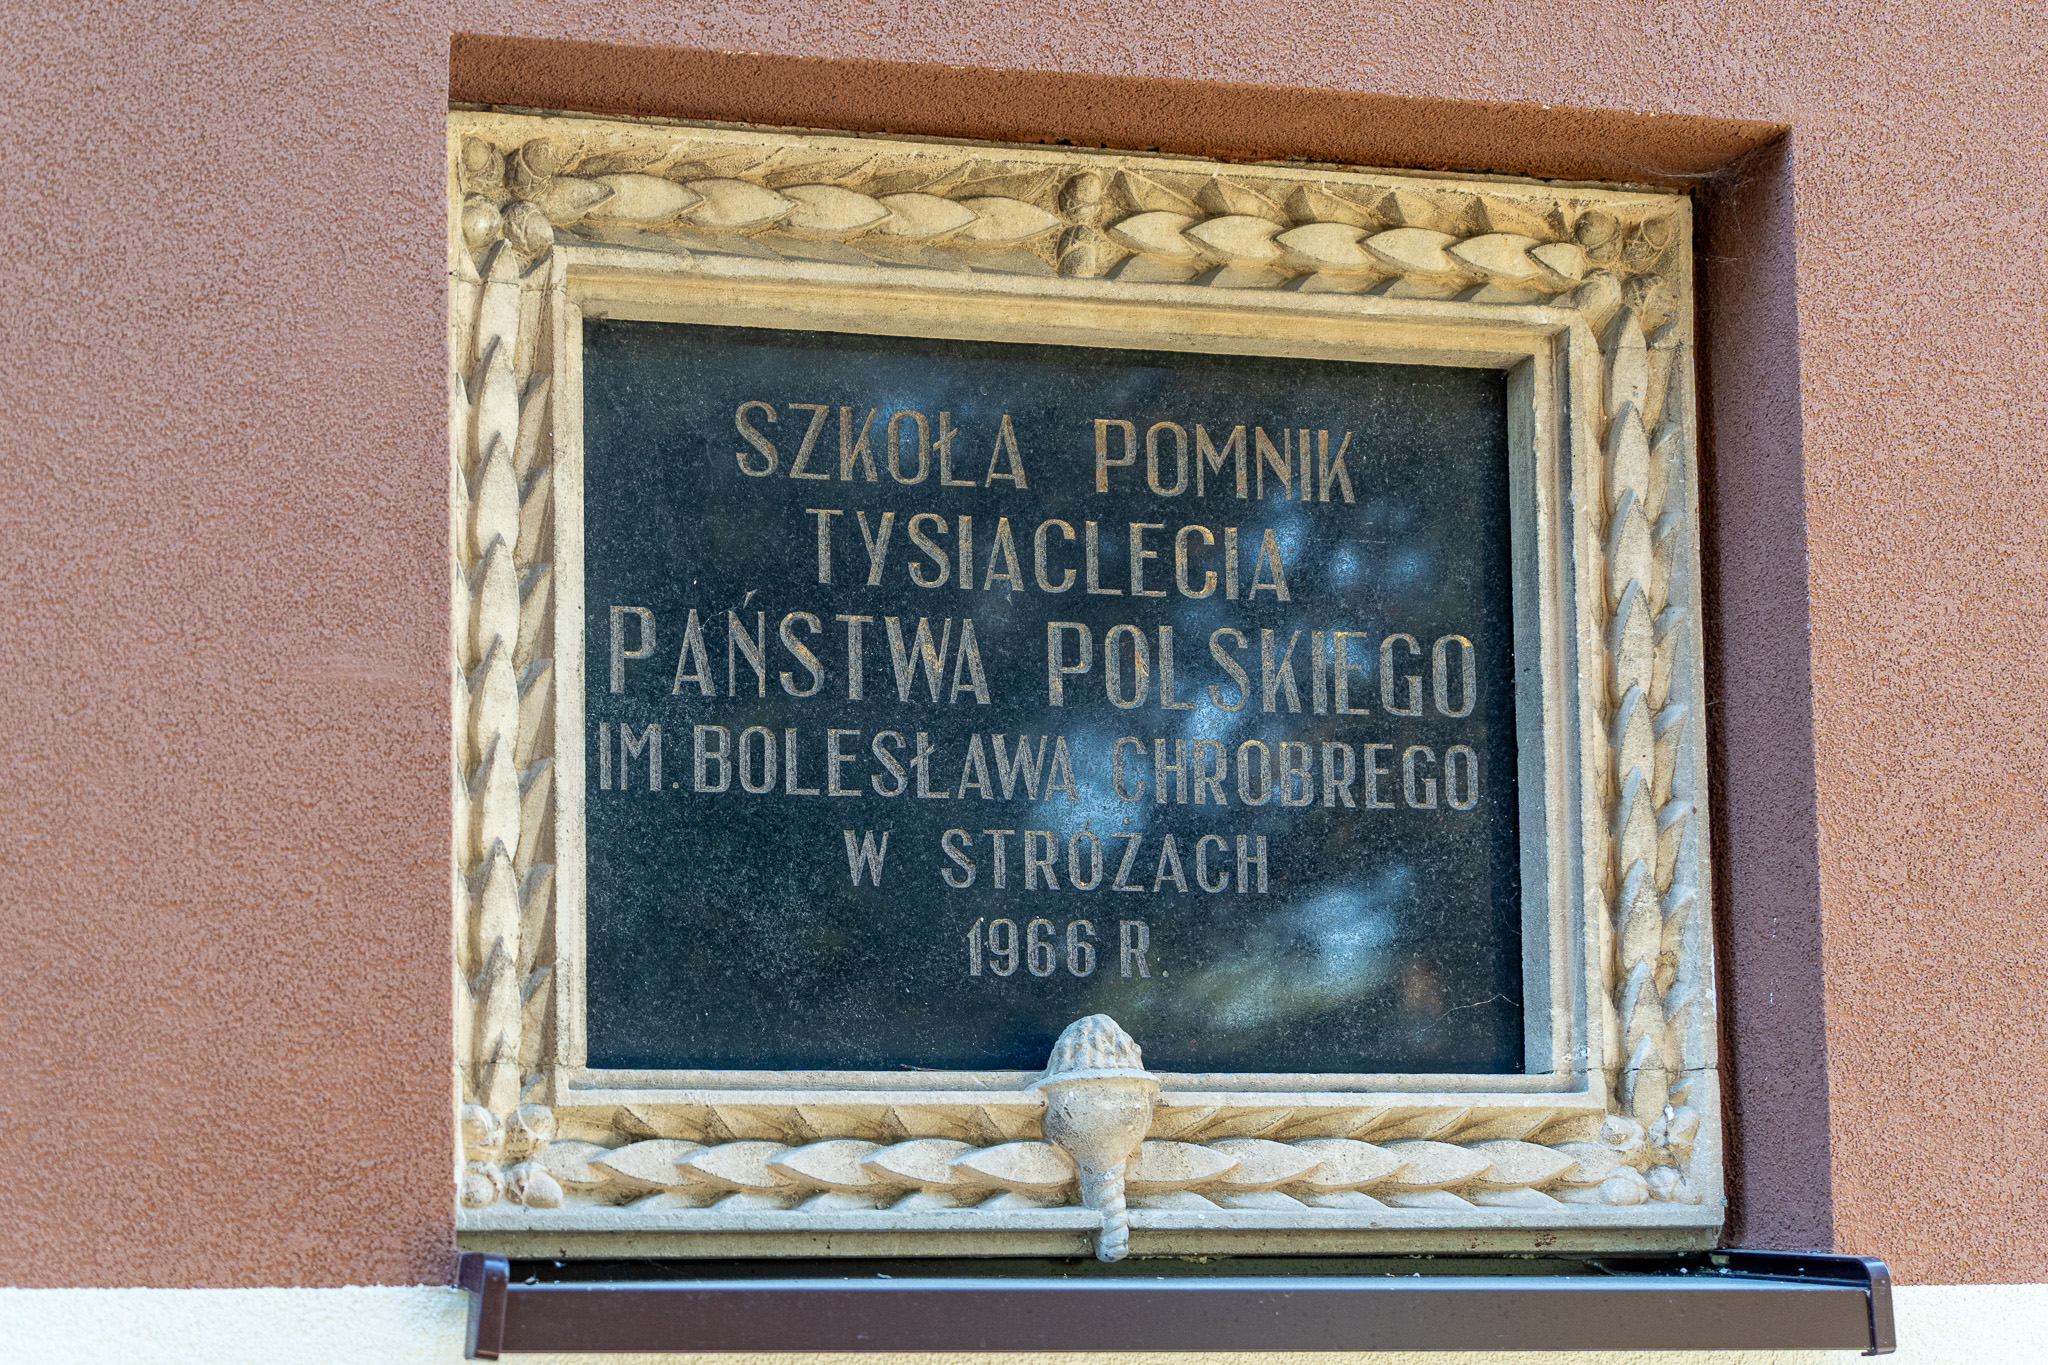 SZKOŁA POMNIK
TYSIĄCLECIA
PAŃSTWA POLSKIEGO
IM. BOLESŁAWA CHROBREGO
W STRÓŻACH
1966 R.